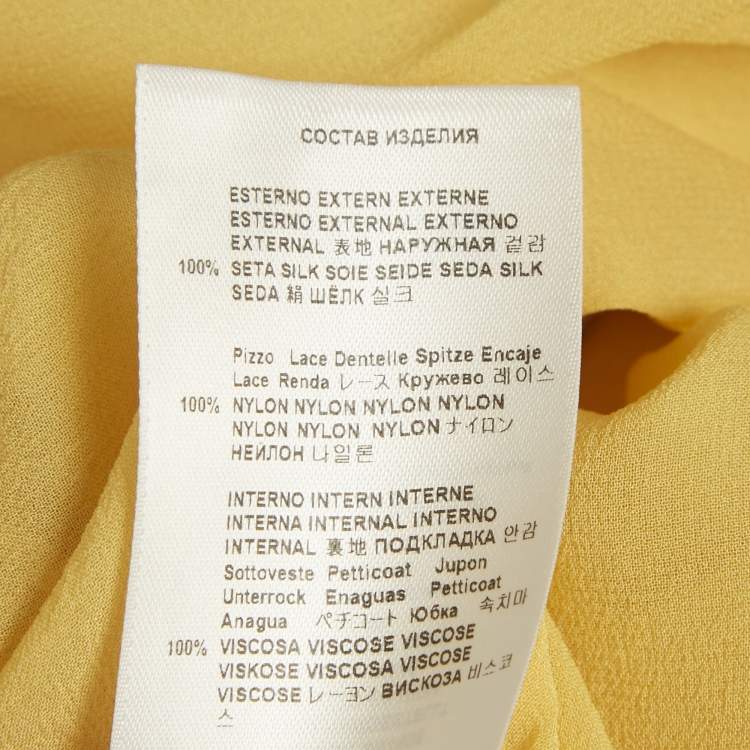 СОСТАВ ИЗДЕЛИЯ
ESTERNO EXTERN EXTERNE
ESTERNO EXTERNAL EXTERNO
EXTERNAL 表地 НАРУЖНАЯ 겉감
100% SETA SILK SOIE SEIDE SEDA SILK
SEDA 絹 ШЁЛК 실크
Pizzo Lace Dentelle Spitze Encaje
Lace Renda レース Кружево 레이스
100% NYLON NYLON NYLON NYLON
NYLON NYLON NYLON ナイロン
НЕЙЛОН 나일론
INTERNO INTERN INTERNE
INTERNA INTERNAL INTERNO
INTERNAL 裏地 ПОДКЛАДКА 안감
Sottoveste Petticoat Jupon
Unterrock Enaguas Petticoat
Anagua ペチコート Юбка 속치마
100% VISCOSA VISCOSE VISCOSE
VISKOSE VISCOSA VISCOSE
VISCOSE レーヨン ВИСКОЗА 비스코
스